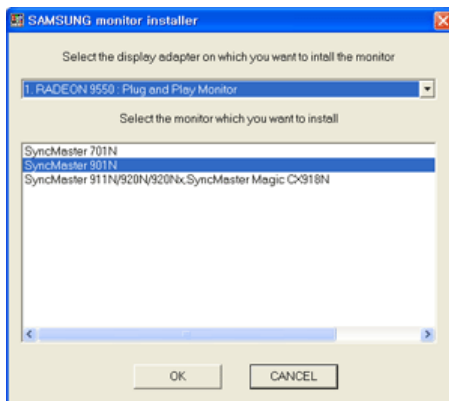 SAMSUNG monitor installer
Select the display adapter on which you want to intall the monitor
1. RADEON 9550 : Plug and Play Monitor
Select the monitor which you want to install
SyncMaster 701N
SyncMaster 901N
SyncMaster 911N/920N/920Nx,SyncMaster Magic CX918N
OK
CANCEL